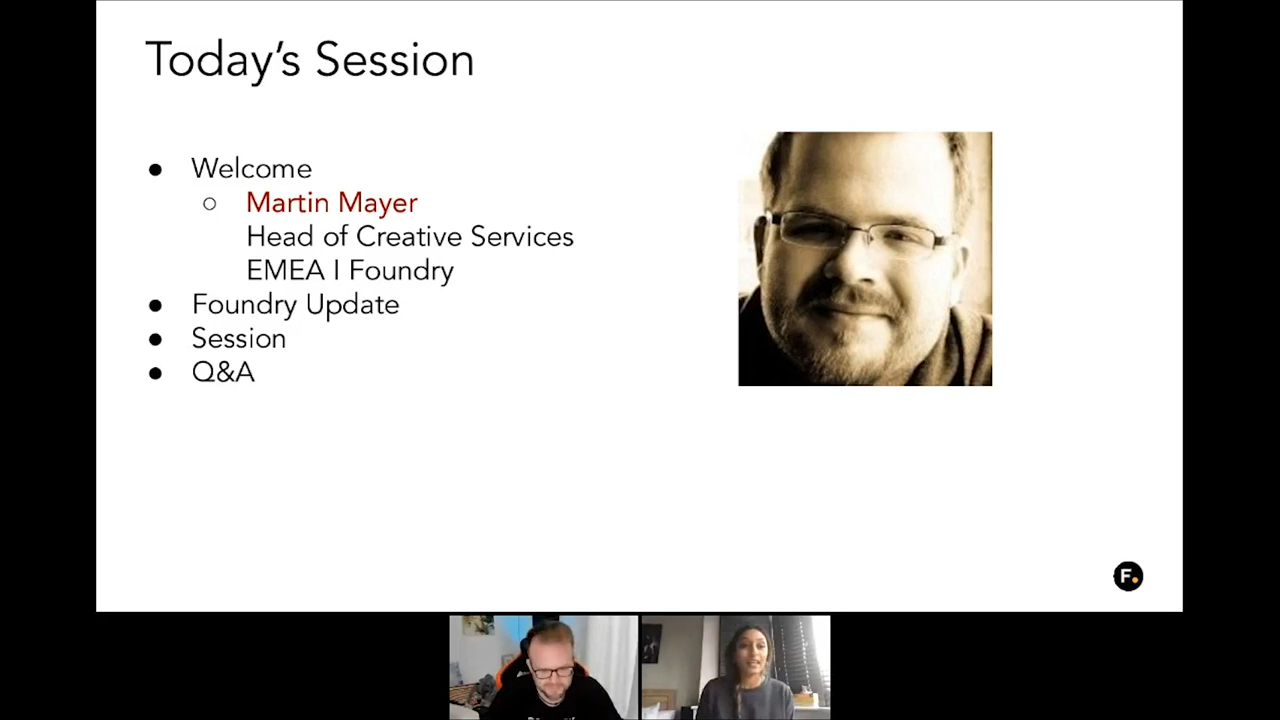 Today's Session
● Welcome
○ Martin Mayer
Head of Creative Services
EMEA I Foundry
● Foundry Update
● Session
● Q&A
F.